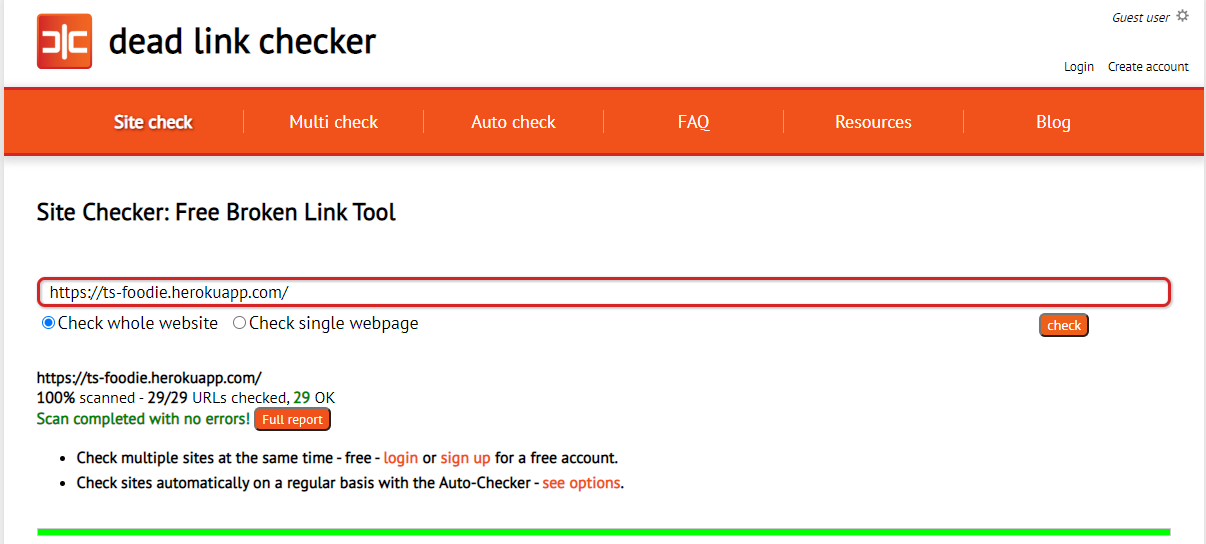 Guest user
dead link checker
Login Create account
Site check Multi check Auto check FAQ Resources Blog
Site Checker: Free Broken Link Tool
https://ts-foodie.herokuapp.com/
Check whole website Check single webpage check
https://ts-foodie.herokuapp.com/
100% scanned - 29/29 URLs checked, 29 OK
Scan completed with no errors! Full report
• Check multiple sites at the same time - free - login or sign up for a free account.
• Check sites automatically on a regular basis with the Auto-Checker - see options.